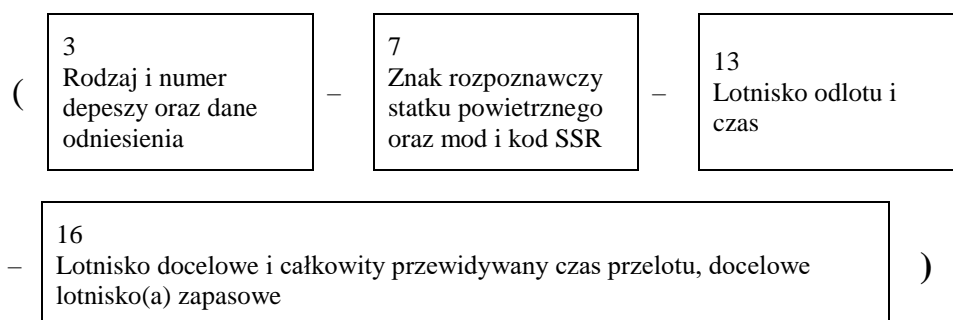 (
3
Rodzaj i numer
depeszy oraz dane
odniesienia
–
7
Znak rozpoznawczy
statku powietrznego
oraz mod i kod SSR
–
13
Lotnisko odlotu i
czas
–
16
Lotnisko docelowe i całkowity przewidywany czas przelotu, docelowe
lotnisko(a) zapasowe
)